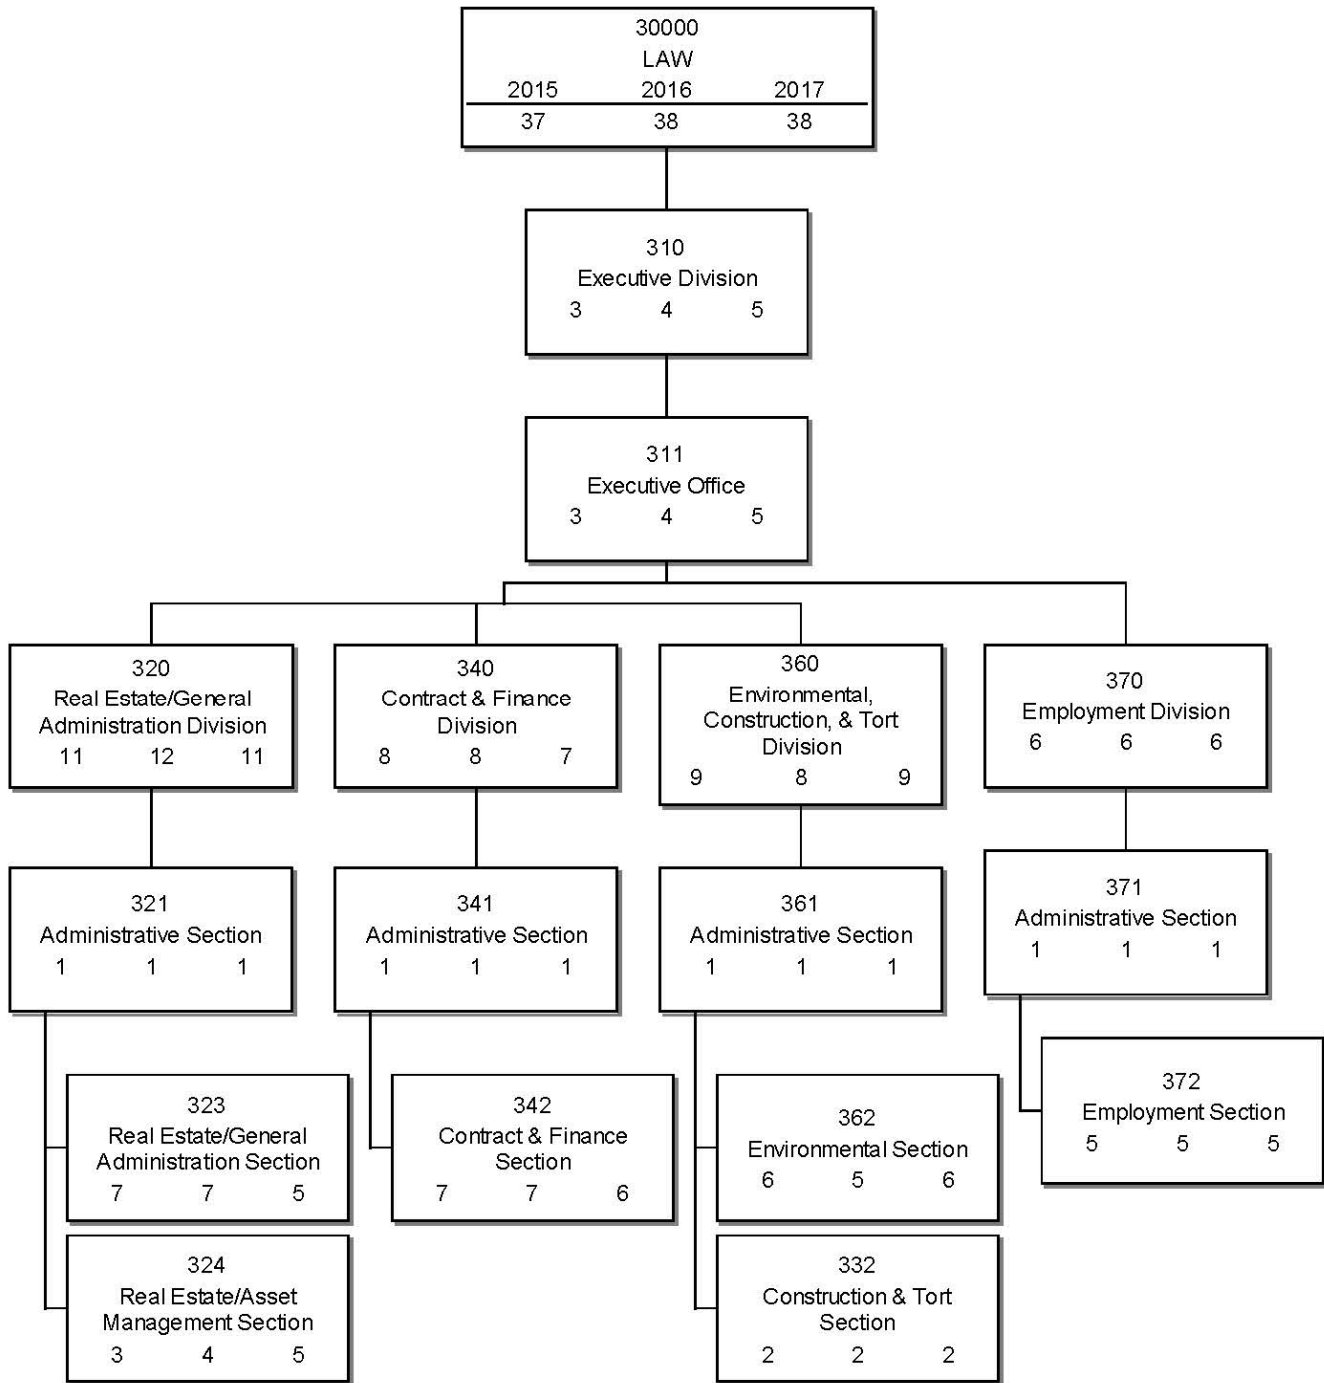 30000
LAW
2015 2016 2017
37 38 38
310
Executive Division
3 4 5
311
Executive Office
3 4 5
320
Real Estate/General
Administration Division
11 12 11
340
Contract & Finance
Division
8 8 7
360
Environmental,
Construction, & Tort
Division
9 8 9
370
Employment Division
6 6 6
321
Administrative Section
1 1 1
341
Administrative Section
1 1 1
361
Administrative Section
1 1 1
371
Administrative Section
1 1 1
323
Real Estate/General
Administration Section
7 7 5
342
Contract & Finance
Section
7 7 6
362
Environmental Section
6 5 6
372
Employment Section
5 5 5
324
Real Estate/Asset
Management Section
3 4 5
332
Construction & Tort
Section
2 2 2